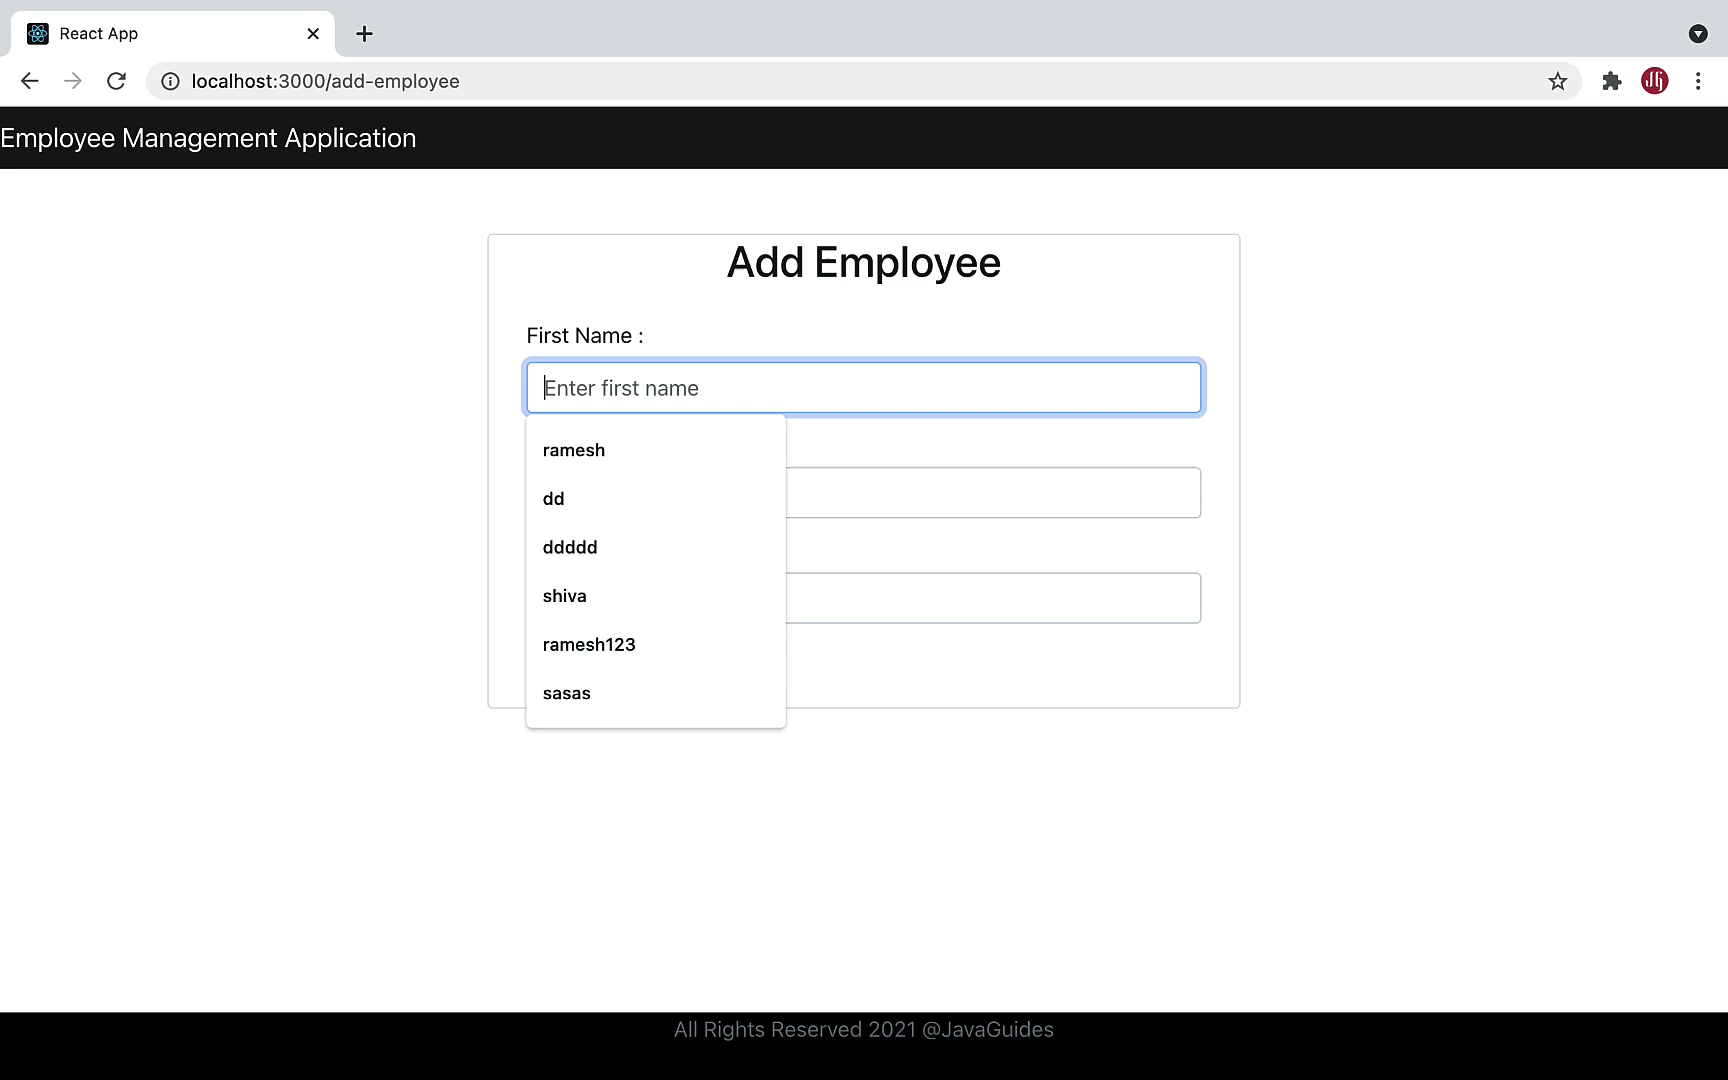 React App
localhost:3000/add-employee
Employee Management Application
Add Employee
First Name :
Enter first name
ramesh
dd
ddddd
shiva
ramesh123
sasas
All Rights Reserved 2021 @JavaGuides